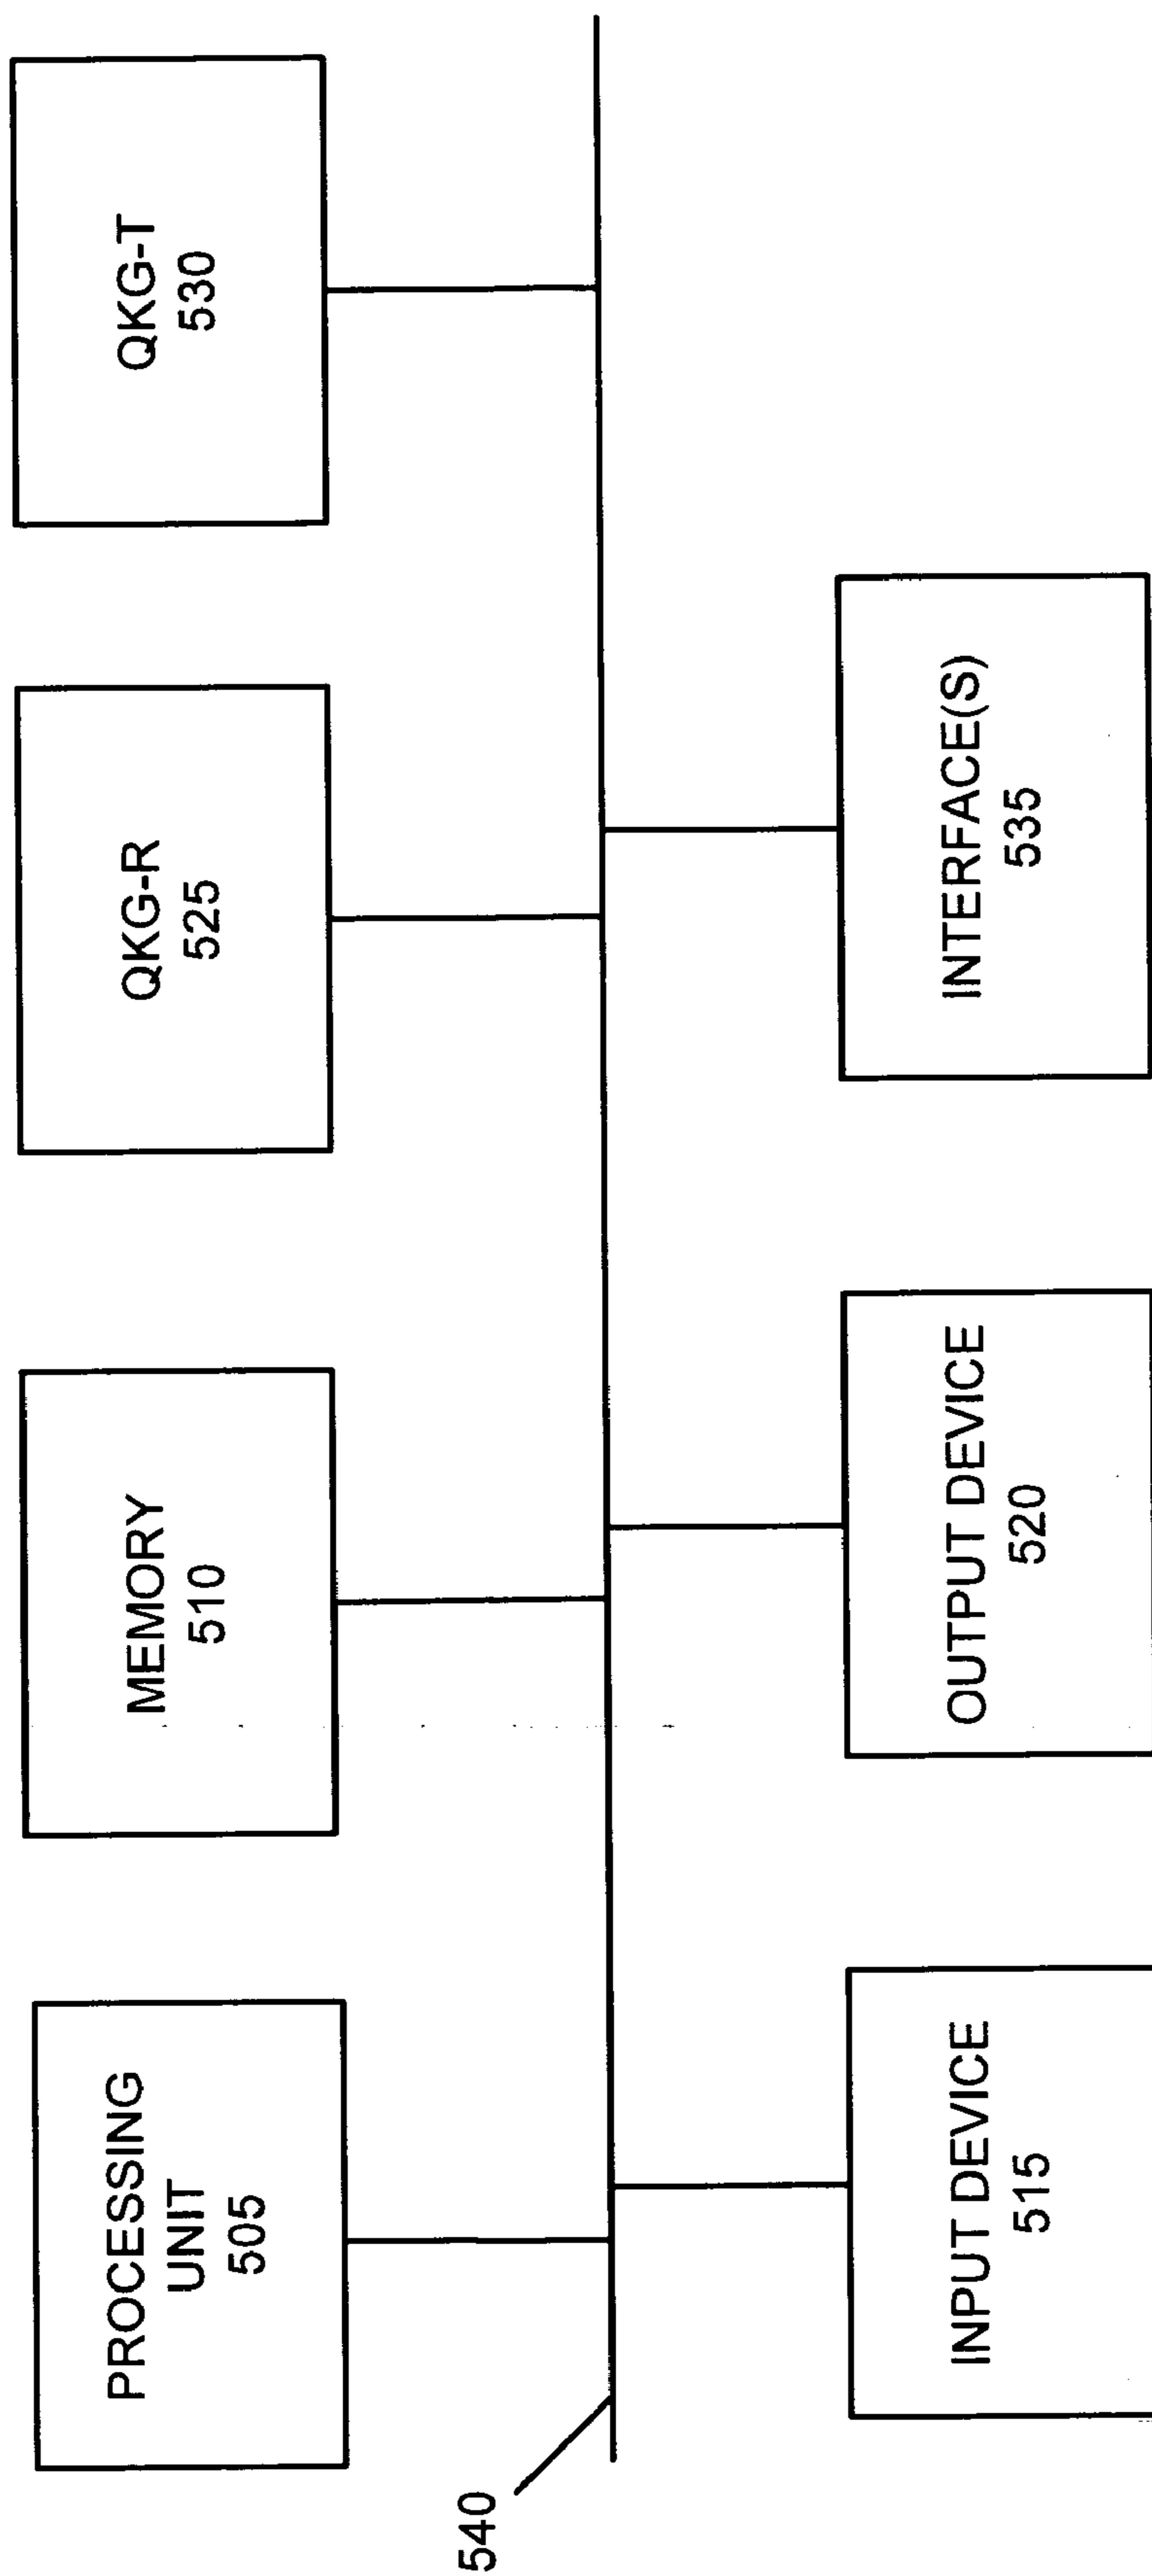 PROCESSING
UNIT
505
MEMORY
510
QKG-R
525
QKG-T
530
540
INPUT DEVICE
515
OUTPUT DEVICE
520
INTERFACE(S)
535